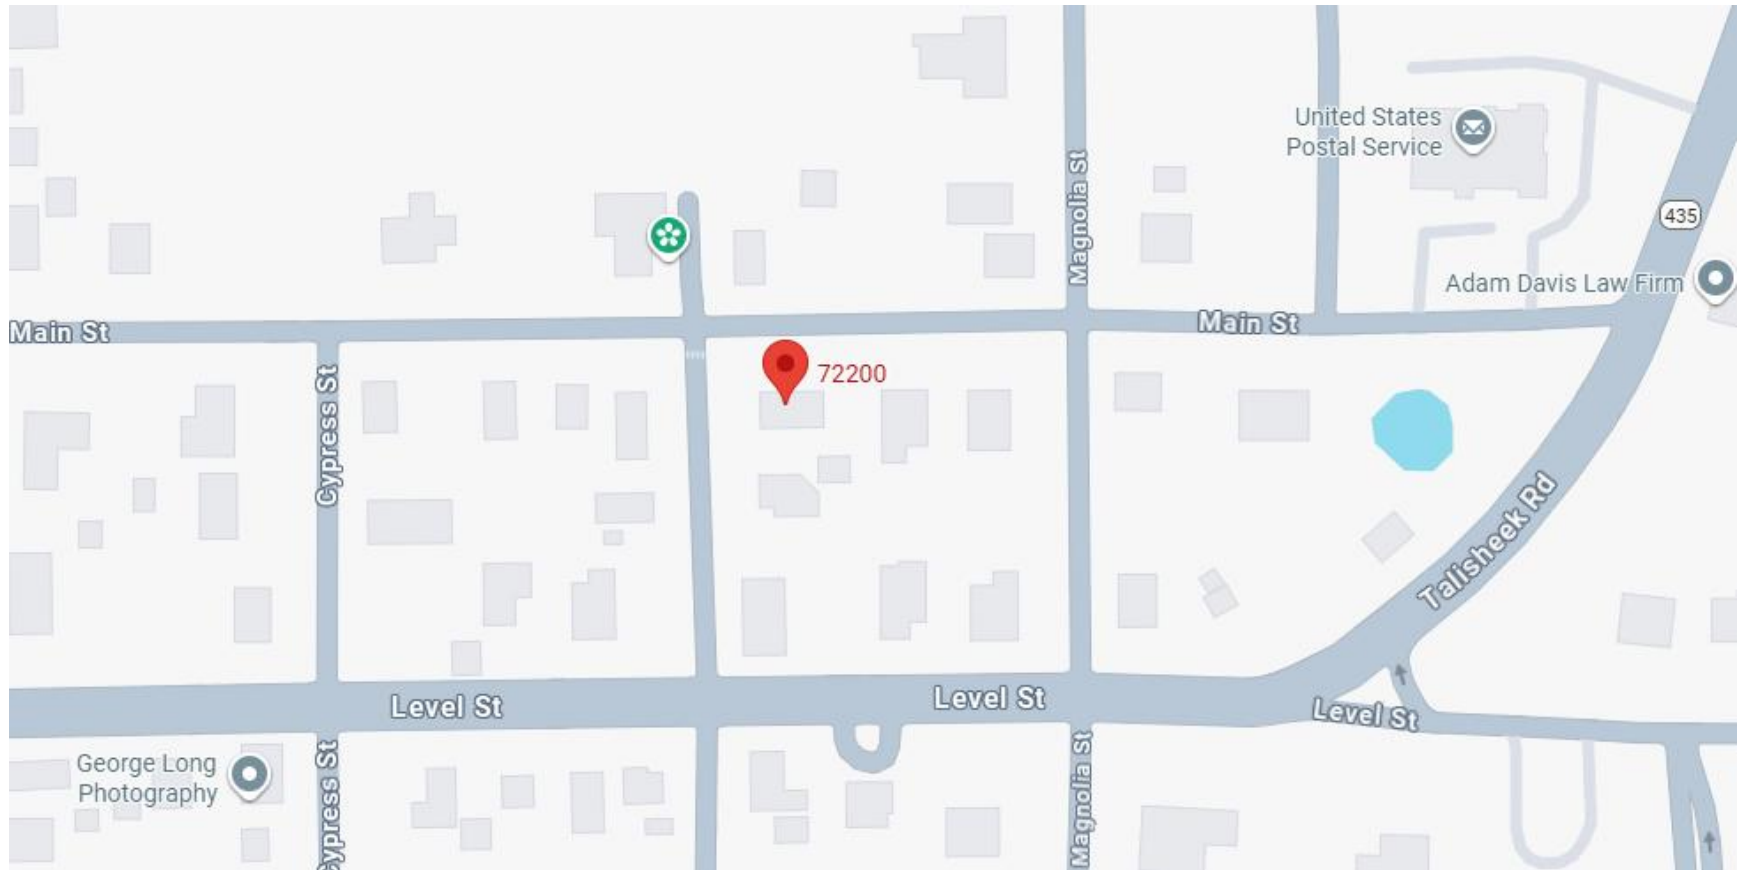 United States
Postal Service
Magnolia St
435
Adam Davis Law Firm
Main St
Main St
72200
Cypress St
Talisheek Rd
Level St
Level St
Level St
George Long
Photography
Cypress St
Magnolia St